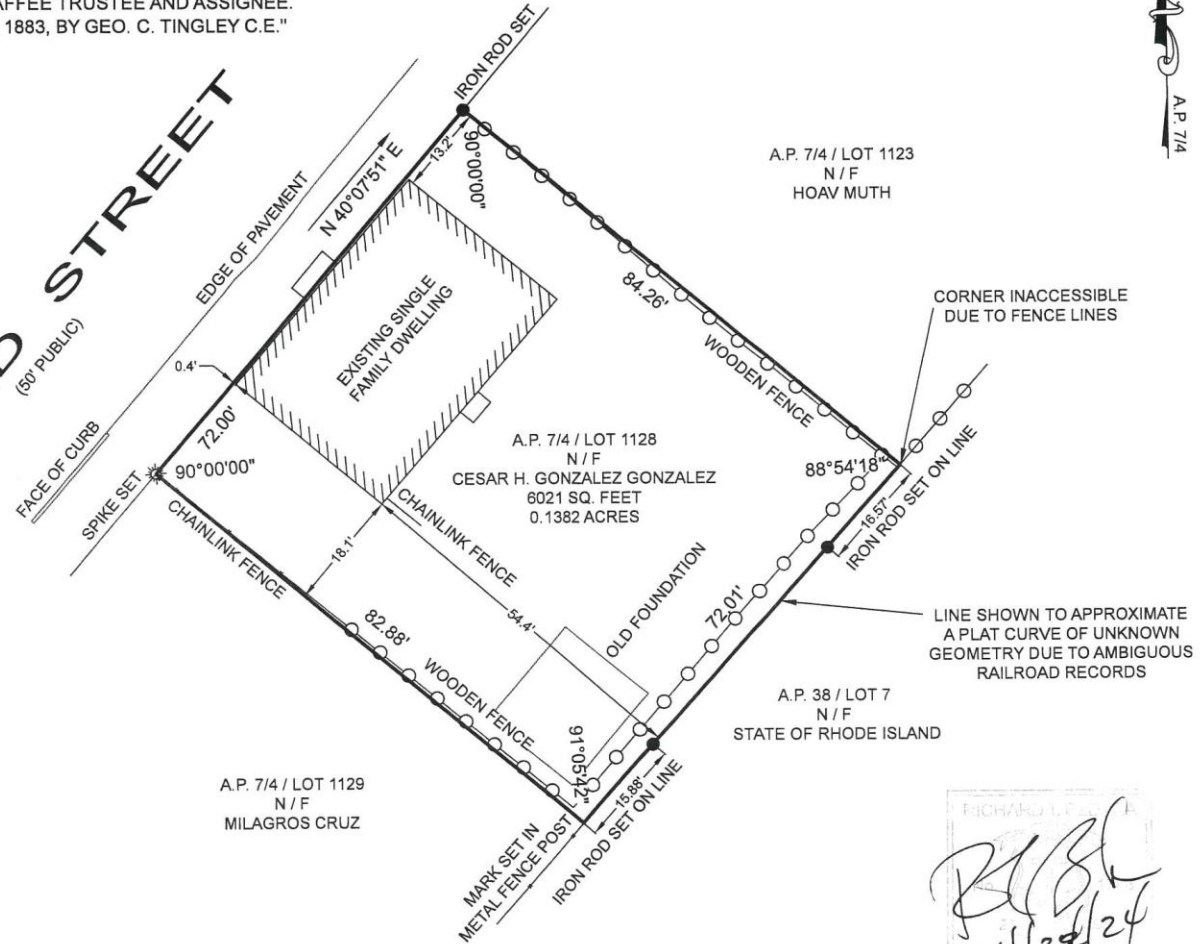 AFFEE TRUSTEE AND ASSIGNEE.
1883, BY GEO. C. TINGLEY C.E."
A.P. 7/4
D STREET
(50' PUBLIC)
FACE OF CURB
EDGE OF PAVEMENT
N 40°07'51" E
IRON ROD SET
13.2'
90°00'00"
A.P. 7/4 / LOT 1123
N / F
HOAV MUTH
84.26'
WOODEN FENCE
CORNER INACCESSIBLE
DUE TO FENCE LINES
EXISTING SINGLE
FAMILY DWELLING
0.4'
72.00'
90°00'00"
SPIKE SET
A.P. 7/4 / LOT 1128
N / F
CESAR H. GONZALEZ GONZALEZ
6021 SQ. FEET
0.1382 ACRES
88°54'18"
16.57'
IRON ROD SET ON LINE
CHAINLINK FENCE
CHAINLINK FENCE
18.1'
54.4'
OLD FOUNDATION
72.01'
LINE SHOWN TO APPROXIMATE
A PLAT CURVE OF UNKNOWN
GEOMETRY DUE TO AMBIGUOUS
RAILROAD RECORDS
82.88'
WOODEN FENCE
A.P. 38 / LOT 7
N / F
STATE OF RHODE ISLAND
91°05'42"
15.88'
IRON ROD SET ON LINE
MARK SET IN
METAL FENCE POST
A.P. 7/4 / LOT 1129
N / F
MILAGROS CRUZ
RICHARD